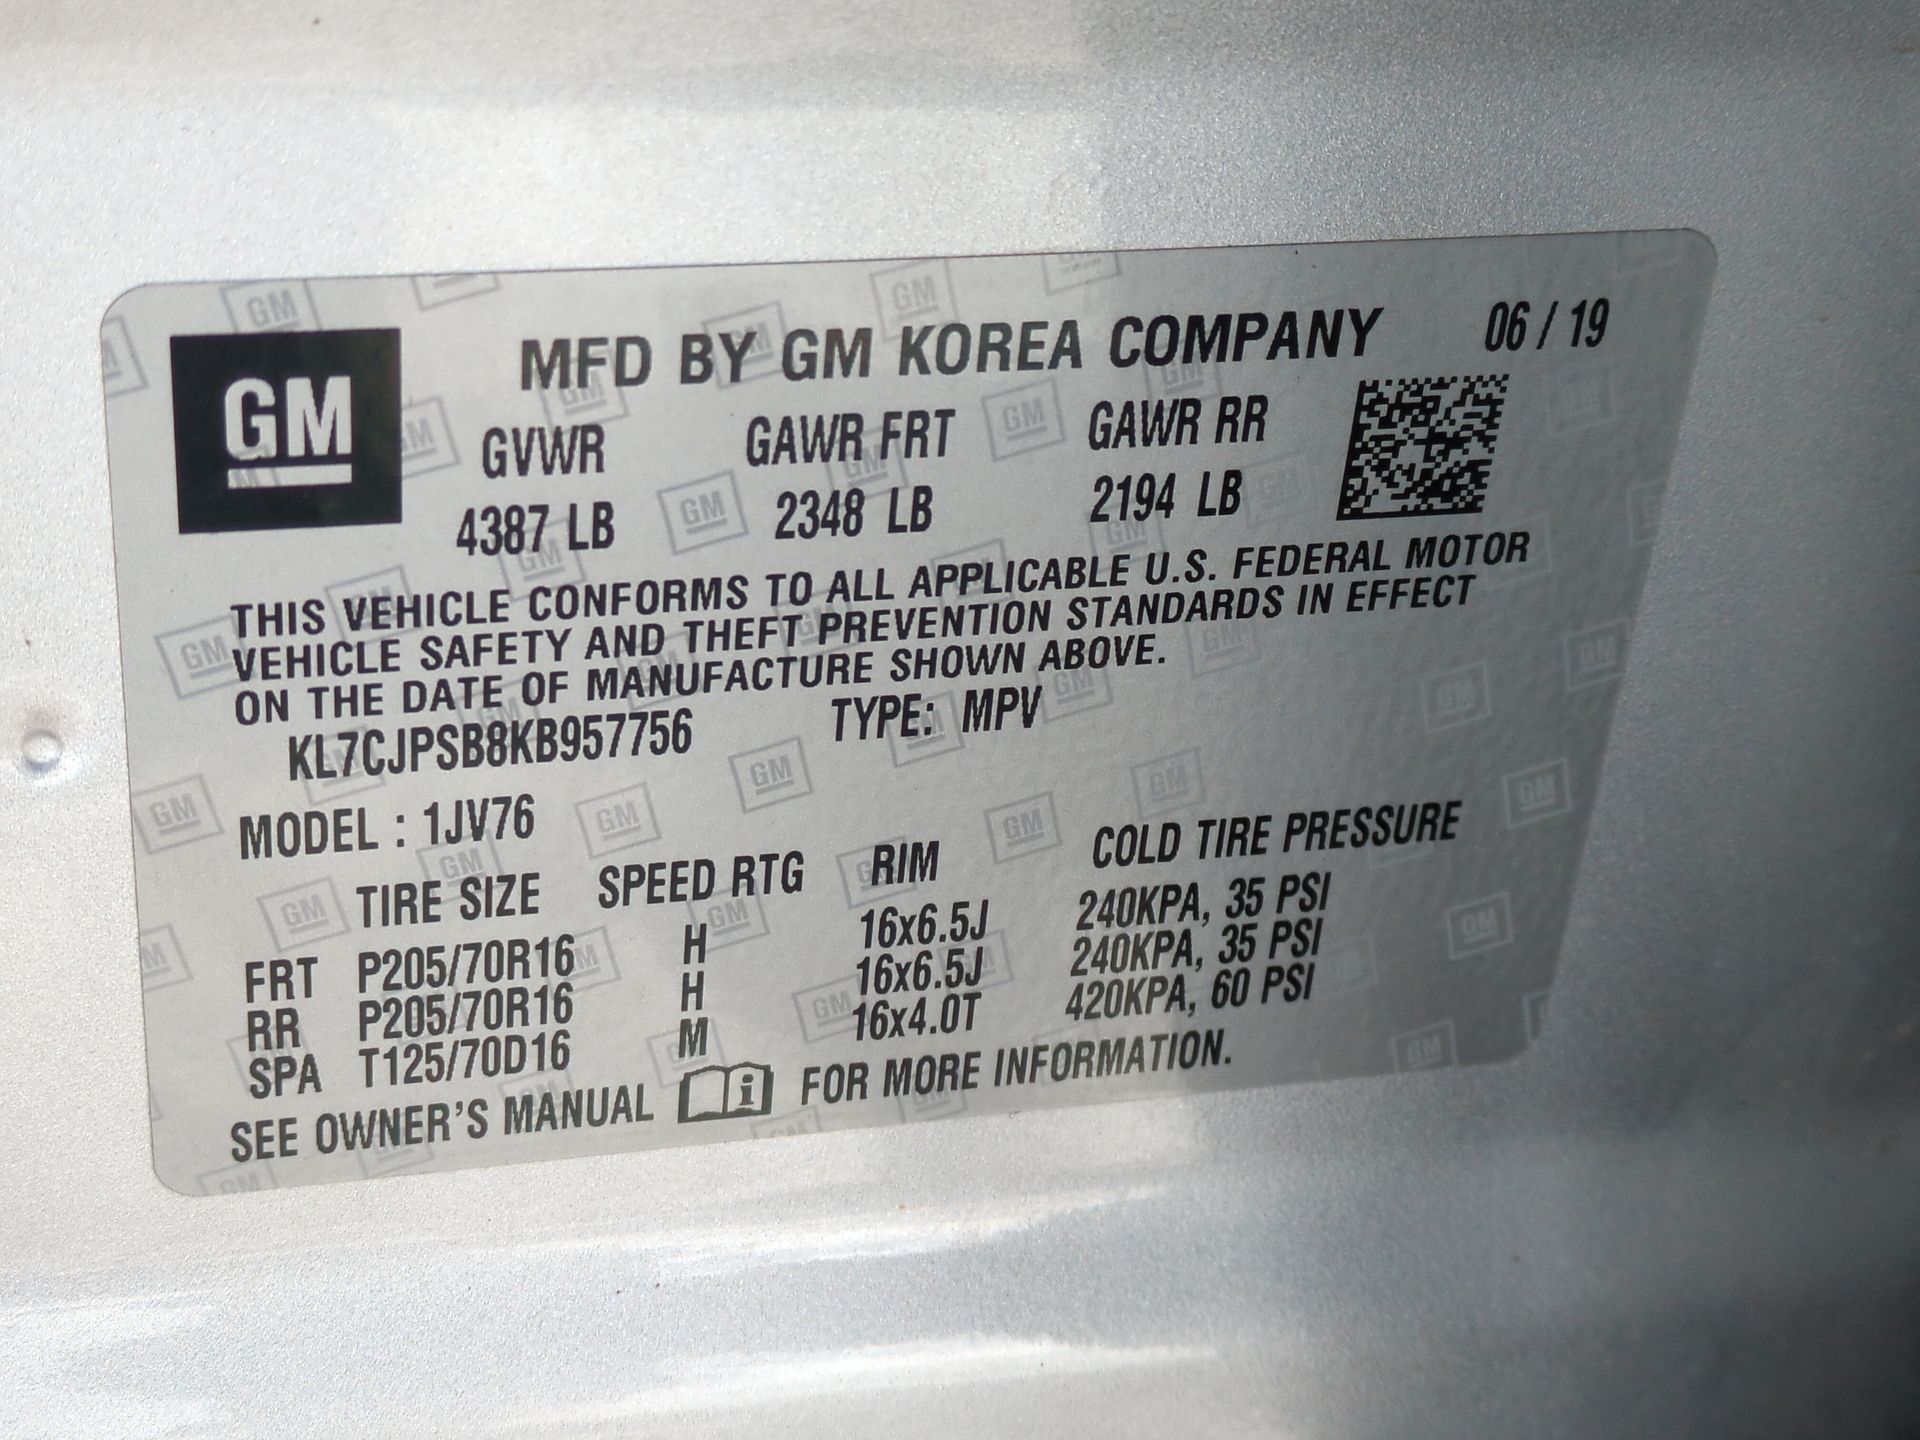 GM
MFD BY GM KOREA COMPANY 06 / 19
GVWR GAWR FRT GAWR RR
4387 LB 2348 LB 2194 LB
THIS VEHICLE CONFORMS TO ALL APPLICABLE U.S. FEDERAL MOTOR
VEHICLE SAFETY AND THEFT PREVENTION STANDARDS IN EFFECT
ON THE DATE OF MANUFACTURE SHOWN ABOVE.
KL7CJPSB8KB957756 TYPE: MPV
MODEL : 1JV76
TIRE SIZE SPEED RTG RIM COLD TIRE PRESSURE
FRT P205/70R16 H 16x6.5J 240KPA, 35 PSI
RR P205/70R16 H 16x6.5J 240KPA, 35 PSI
SPA T125/70D16 M 16x4.0T 420KPA, 60 PSI
SEE OWNER'S MANUAL i FOR MORE INFORMATION.